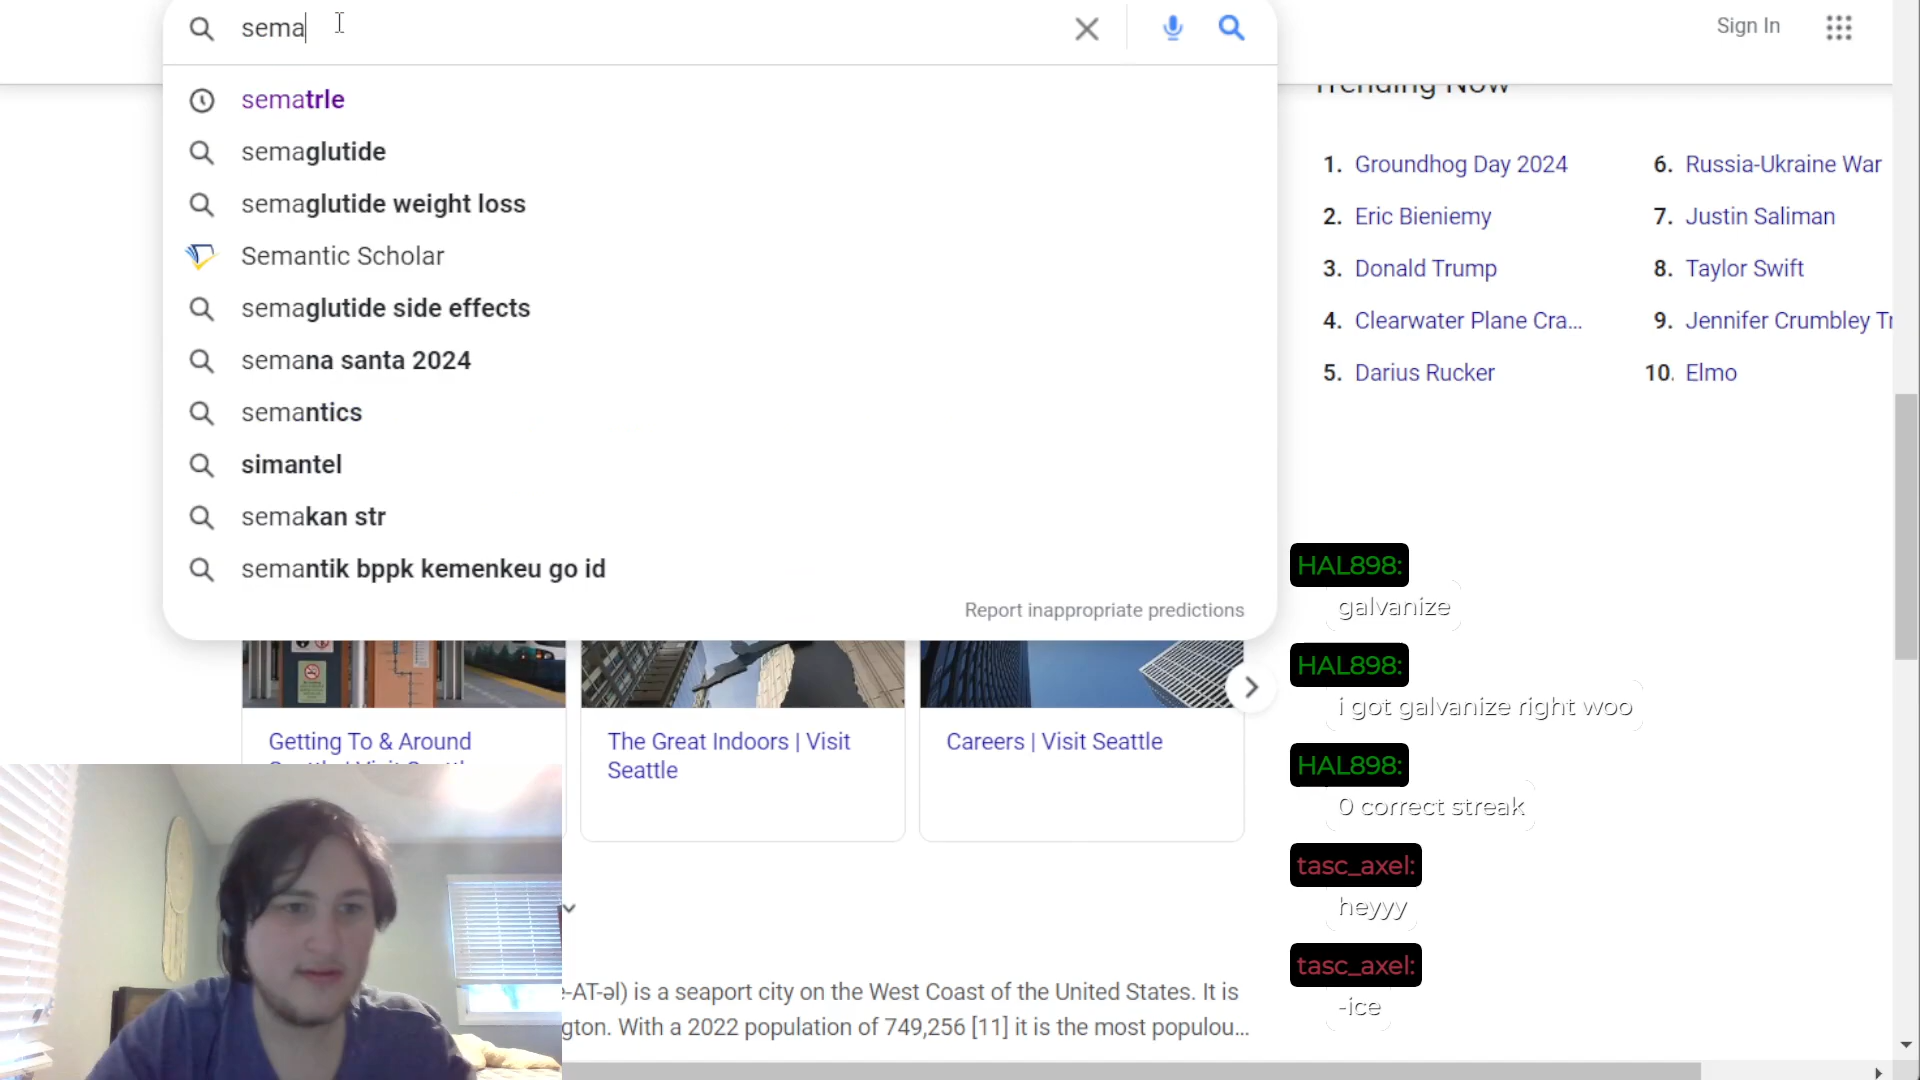 sema
Sign In
sematrle
semaglutide
semaglutide weight loss
Semantic Scholar
semaglutide side effects
semana santa 2024
semantics
simantel
semakan str
semantik bppk kemenkeu go id
Report inappropriate predictions
Trending Now
1. Groundhog Day 2024
2. Eric Bieniemy
3. Donald Trump
4. Clearwater Plane Cra...
5. Darius Rucker
6. Russia-Ukraine War
7. Justin Saliman
8. Taylor Swift
9. Jennifer Crumbley
10. Elmo
Getting To & Around
The Great Indoors | Visit
Seattle
Careers | Visit Seattle
-AT-əl) is a seaport city on the West Coast of the United States. It is
gton. With a 2022 population of 749,256 [11] it is the most populou...
HAL898:
galvanize
HAL898:
i got galvanize right woo
HAL898:
0 correct streak
tasc_axel:
heyyy
tasc_axel:
-ice